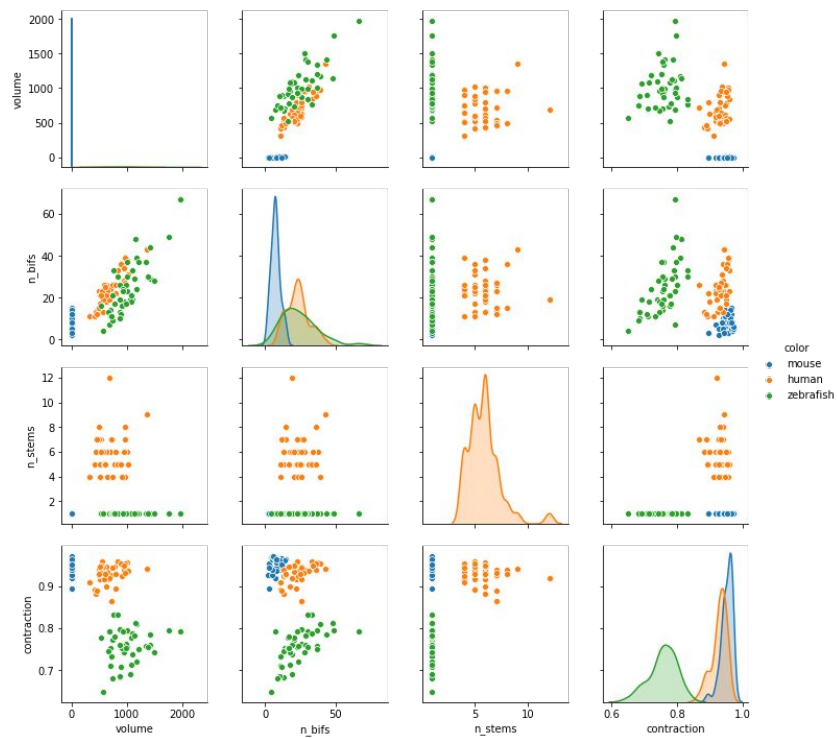 2000
1500
1000
500
0
volume
60
40
20
0
n_bifs
color
mouse
human
zebrafish
12
10
8
6
4
2
n_stems
0.9
0.8
0.7
contraction
0 1000 2000
0 50
5 10
0.6 0.8 1.0
volume n_bifs n_stems contraction